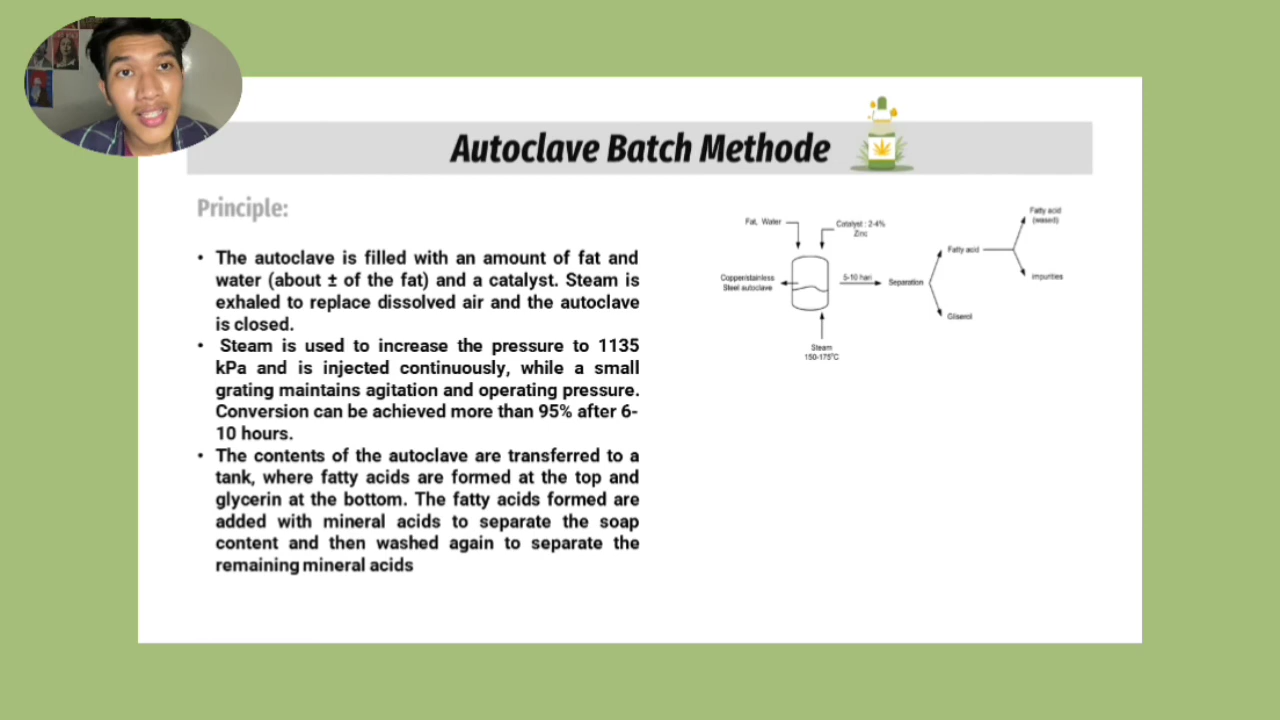 Autoclave Batch Methode
Principle:
• The autoclave is filled with an amount of fat and
water (about ± of the fat) and a catalyst. Steam is
exhaled to replace dissolved air and the autoclave
is closed.
• Steam is used to increase the pressure to 1135
kPa and is injected continuously, while a small
grating maintains agitation and operating pressure.
Conversion can be achieved more than 95% after 6-
10 hours.
• The contents of the autoclave are transferred to a
tank, where fatty acids are formed at the top and
glycerin at the bottom. The fatty acids formed are
added with mineral acids to separate the soap
content and then washed again to separate the
remaining mineral acids
Fat, Water
Catalyst : 2-4%
Zinc
Copper/stainless
Steel autoclave
5-10 hari
Separation
Steam
150-175°C
Fatty acid
Gliserol
Fatty acid
(wased)
impurities